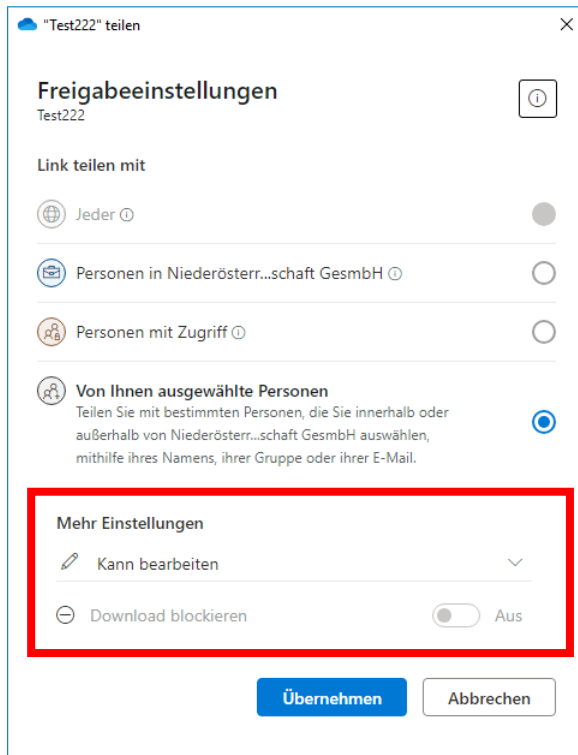 "Test222" teilen
Freigabeeinstellungen
Test222
Link teilen mit
Jeder
Personen in Niederösterr...schaft GesmbH
Personen mit Zugriff
Von Ihnen ausgewählte Personen
Teilen Sie mit bestimmten Personen, die Sie innerhalb oder
außerhalb von Niederösterr...schaft GesmbH auswählen,
mithilfe ihres Namens, ihrer Gruppe oder ihrer E-Mail.
Mehr Einstellungen
Kann bearbeiten
Download blockieren Aus
Übernehmen Abbrechen